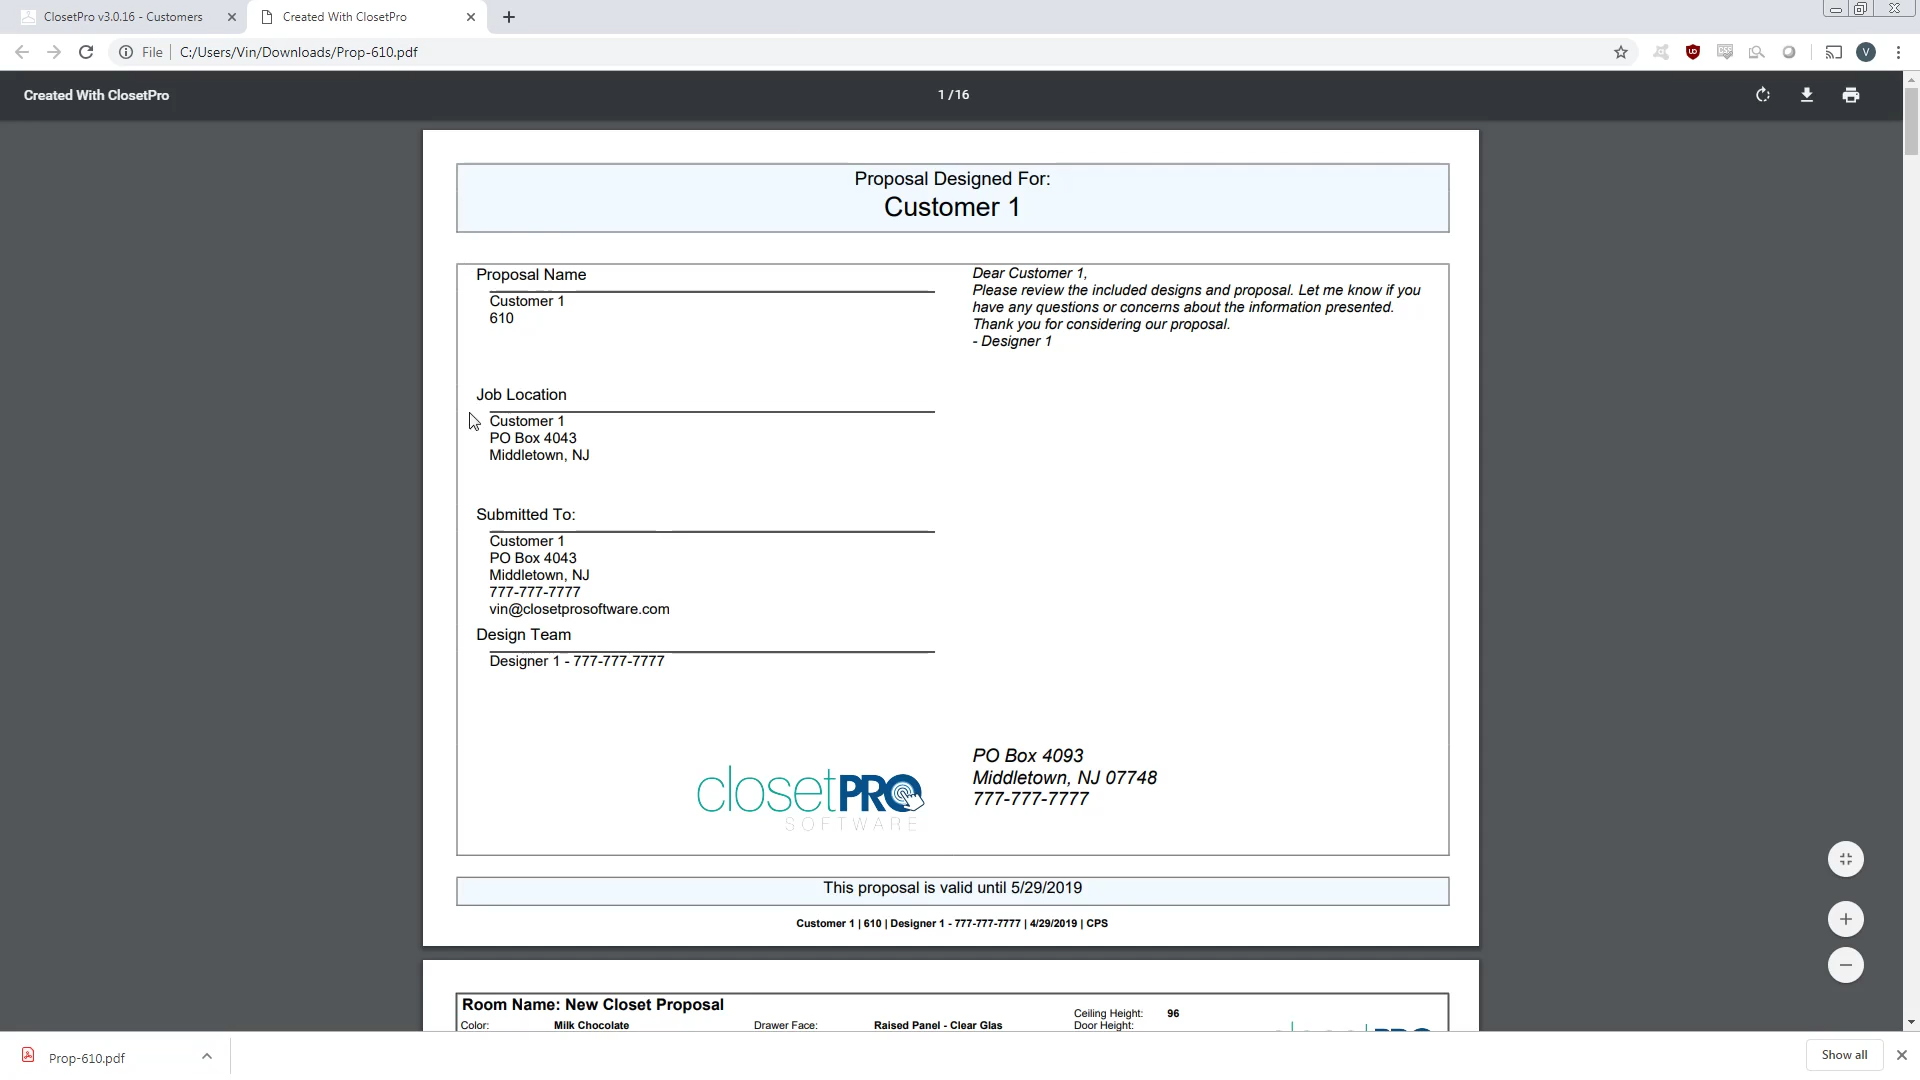 ClosetPro v3.0.16 - Customers
Created With ClosetPro
File
C:/Users/Vin/Downloads/Prop-610.pdf
V
Created With ClosetPro
1 / 16
Proposal Designed For:
Customer 1
Proposal Name
Customer 1
610
Dear Customer 1,
Please review the included designs and proposal. Let me know if you
have any questions or concerns about the information presented.
Thank you for considering our proposal.
- Designer 1
Job Location
Customer 1
PO Box 4043
Middletown, NJ
Submitted To:
Customer 1
PO Box 4043
Middletown, NJ
777-777-7777
vin@closetprosoftware.com
Design Team
Designer 1 - 777-777-7777
closetPRO
SOFTWARE
PO Box 4093
Middletown, NJ 07748
777-777-7777
This proposal is valid until 5/29/2019
Customer 1 | 610 | Designer 1 - 777-777-7777 | 4/29/2019 | CPS
Room Name: New Closet Proposal
Color: Milk Chocolate Drawer Face: Raised Panel - Clear Glas
Ceiling Height: 96
Door Height:
Prop-610.pdf
Show all